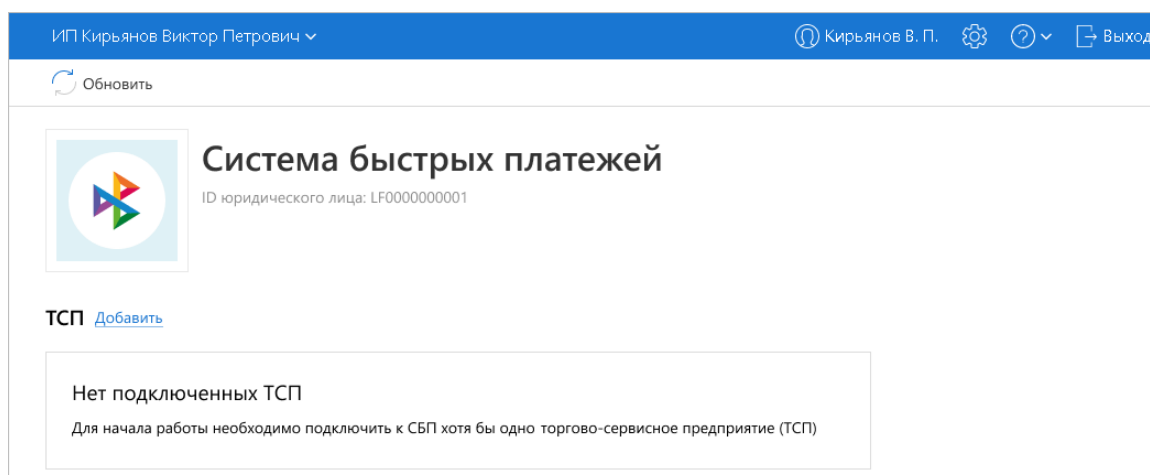 ИП Кирьянов Виктор Петрович Кирьянов В. П. Выход
Обновить
Система быстрых платежей
ID юридического лица: LF0000000001
ТСП Добавить
Нет подключенных ТСП
Для начала работы необходимо подключить к СБП хотя бы одно торгово-сервисное предприятие (ТСП)